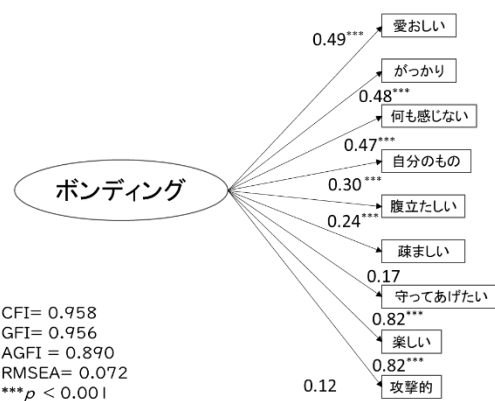 0.49***
愛おしい
がっかり
0.48***
何も感じない
0.47***
自分のもの
0.30***
ボンディング
腹立たしい
0.24***
疎ましい
0.17
守ってあげたい
CFI= 0.958
GFI= 0.956
0.82***
楽しい
AGFI = 0.890
RMSEA= 0.072
0.82***
***p < 0.001
0.12
攻撃的